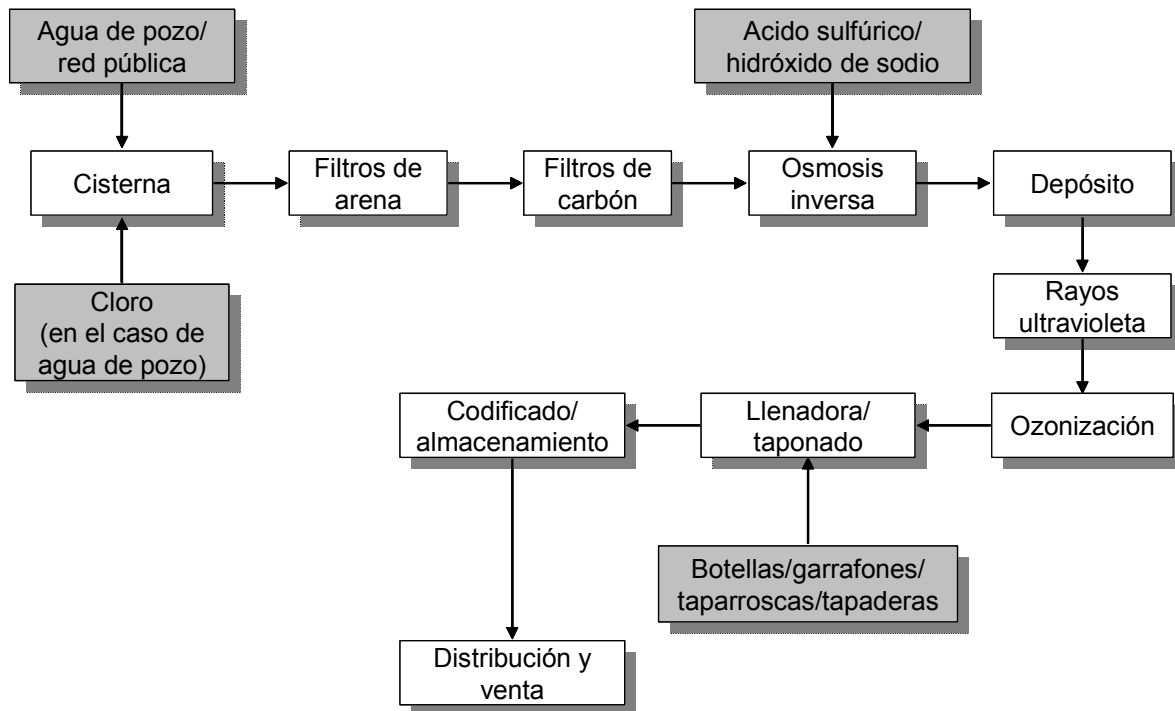 Agua de pozo/
red pública
Acido sulfúrico/
hidróxido de sodio
Cisterna
Filtros de
arena
Filtros de
carbón
Osmosis
inversa
Depósito
Cloro
(en el caso de
agua de pozo)
Rayos
ultravioleta
Codificado/
almacenamiento
Llenadora/
taponado
Ozonización
Botellas/garrafones/
taparroscas/tapaderas
Distribución y
venta